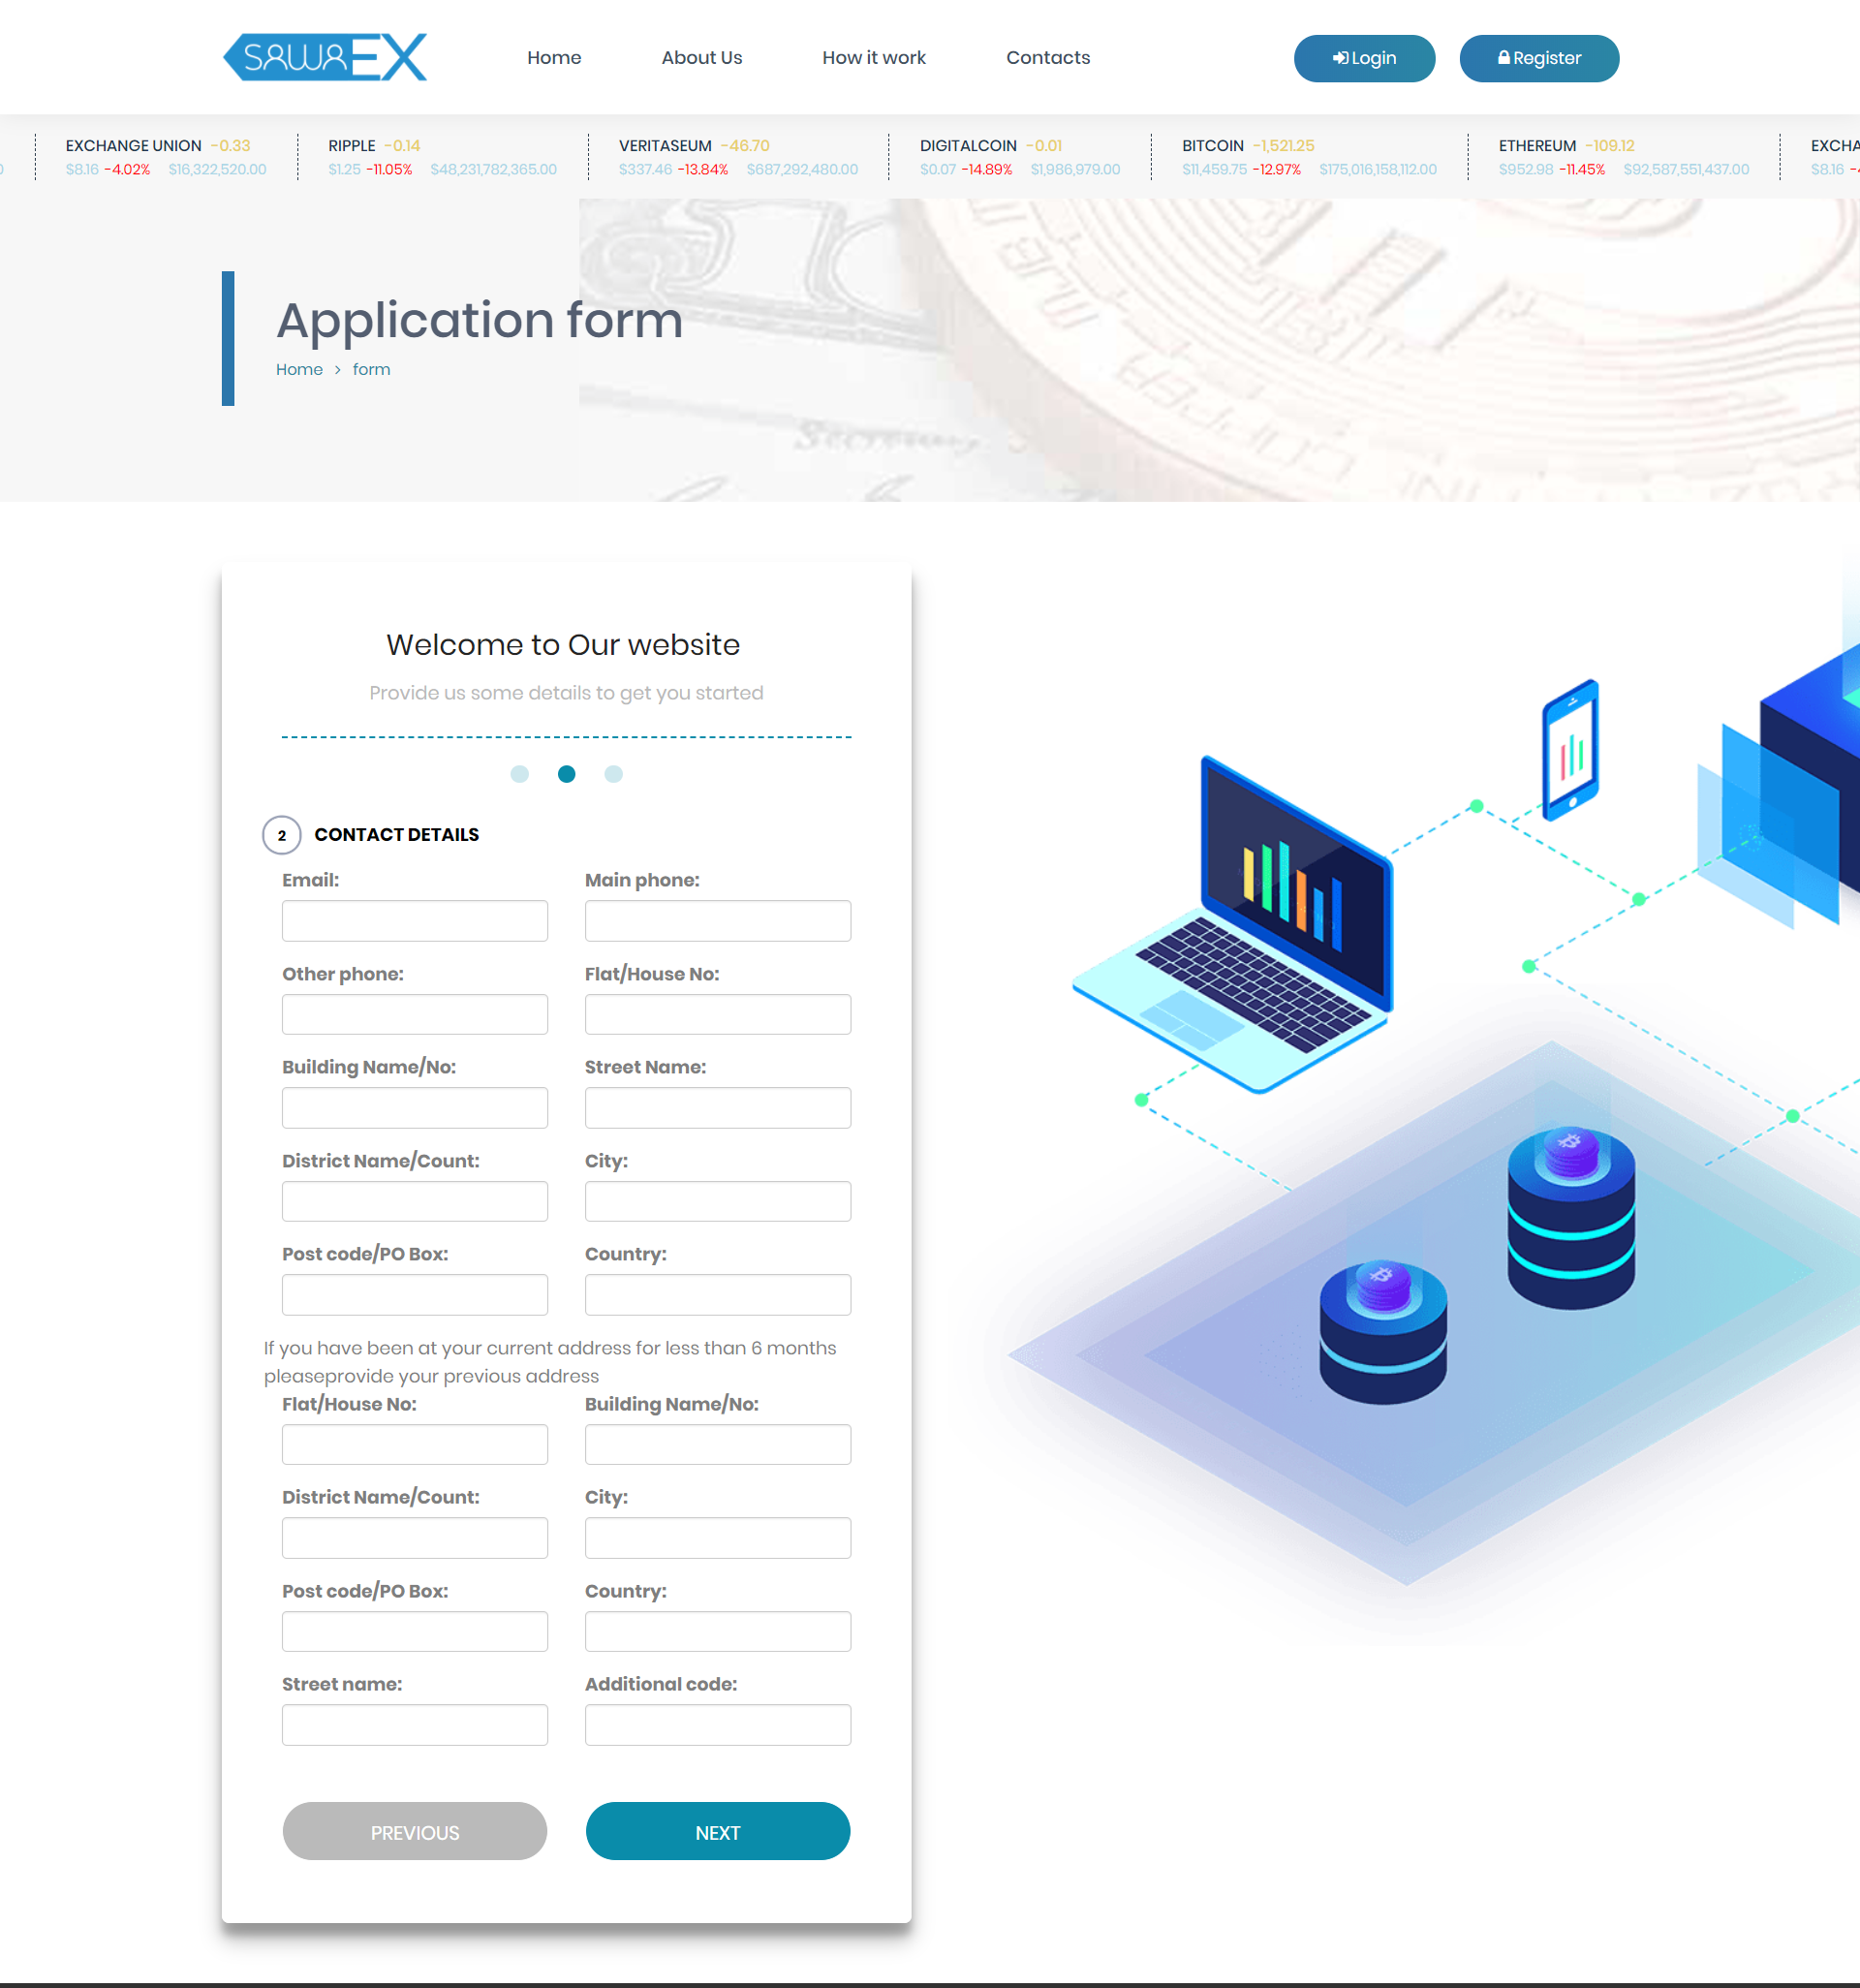 SAWAEX
Home
About Us
How it work
Contacts
Login
Register
EXCHANGE UNION -0.33
$8.16 -4.02% $16,322,520.00
RIPPLE -0.14
$1.25 -11.05% $48,231,782,365.00
VERITASEUM -46.70
$337.46 -13.84% $687,292,480.00
DIGITALCOIN -0.01
$0.07 -14.89% $1,986,979.00
BITCOIN -1,521.25
$11,459.75 -12.97% $175,016,158,112.00
ETHEREUM -109.12
$952.98 -11.45% $92,587,551,437.00
EXCHA
$8.16
Application form
Home > form
COPPER
Secretary
Welcome to Our website
Provide us some details to get you started
2 CONTACT DETAILS
Email: Main phone:
Other phone: Flat/House No:
Building Name/No: Street Name:
District Name/Count: City:
Post code/PO Box: Country:
If you have been at your current address for less than 6 months
pleaseprovide your previous address
Flat/House No: Building Name/No:
District Name/Count: City:
Post code/PO Box: Country:
Street name: Additional code:
PREVIOUS NEXT